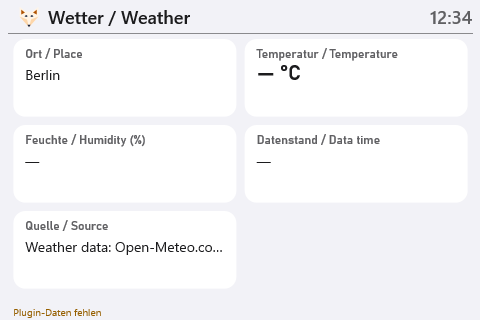 Wetter / Weather
12:34
Ort / Place
Berlin
Temperatur / Temperature
— °C
Feuchte / Humidity (%)
—
Datenstand / Data time
—
Quelle / Source
Weather data: Open-Meteo.co...
Plugin-Daten fehlen